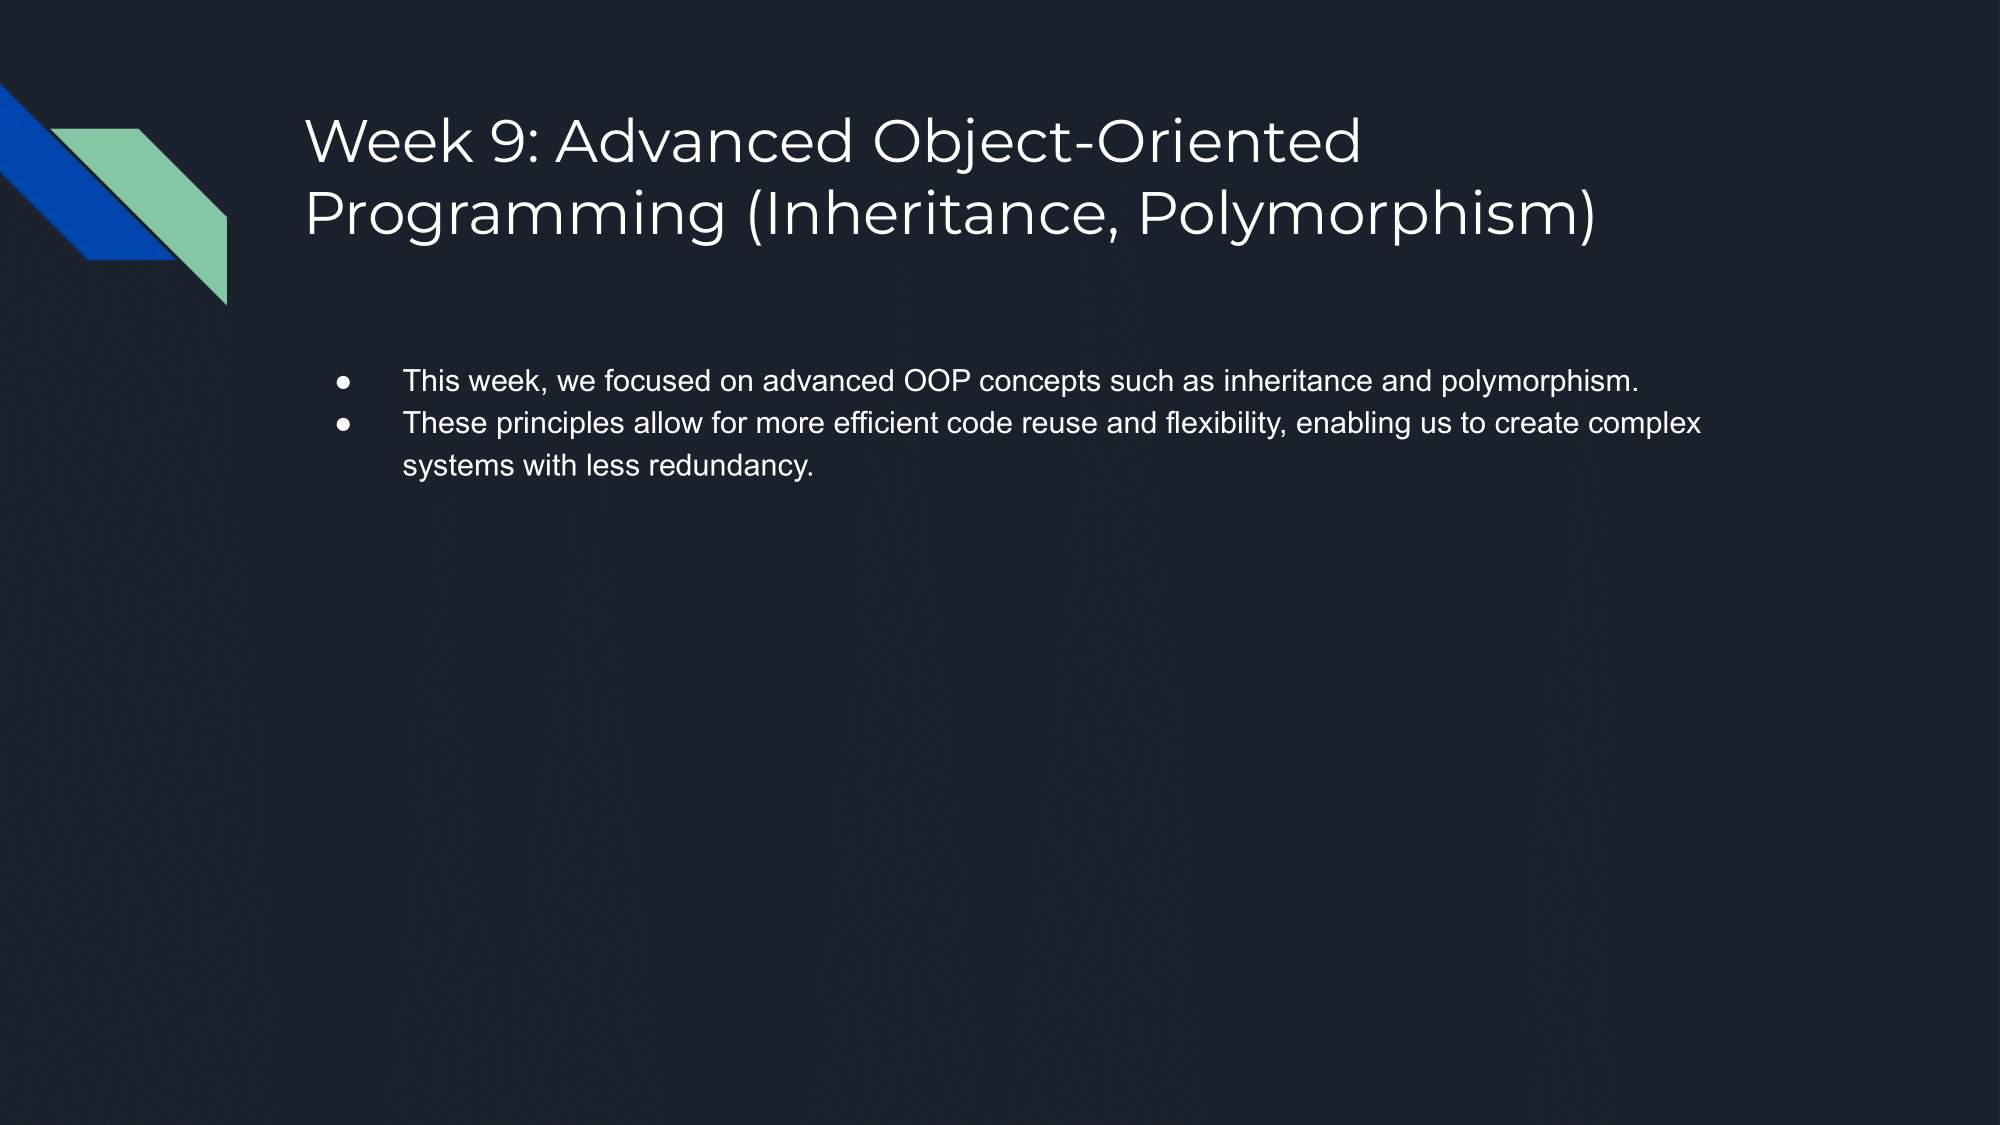 Week 9: Advanced Object-Oriented
Programming (Inheritance, Polymorphism)
● This week, we focused on advanced OOP concepts such as inheritance and polymorphism.
● These principles allow for more efficient code reuse and flexibility, enabling us to create complex
systems with less redundancy.